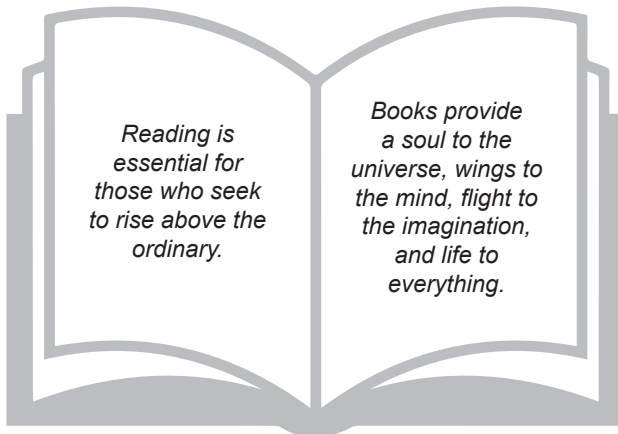 Reading is
essential for
those who seek
to rise above the
ordinary.
Books provide
a soul to the
universe, wings to
the mind, flight to
the imagination,
and life to
everything.